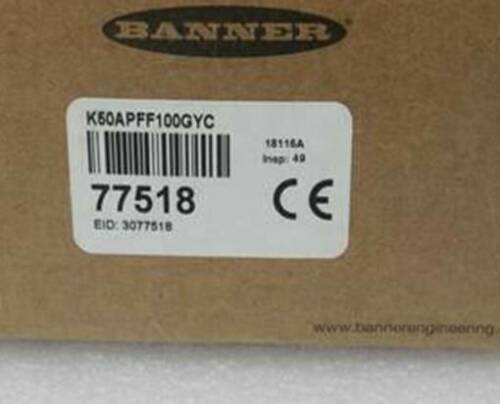 BANNER
K50APFF100GYC
18116A
Insp: 49
77518
CE
EID: 3077518
www.bannerengineering.